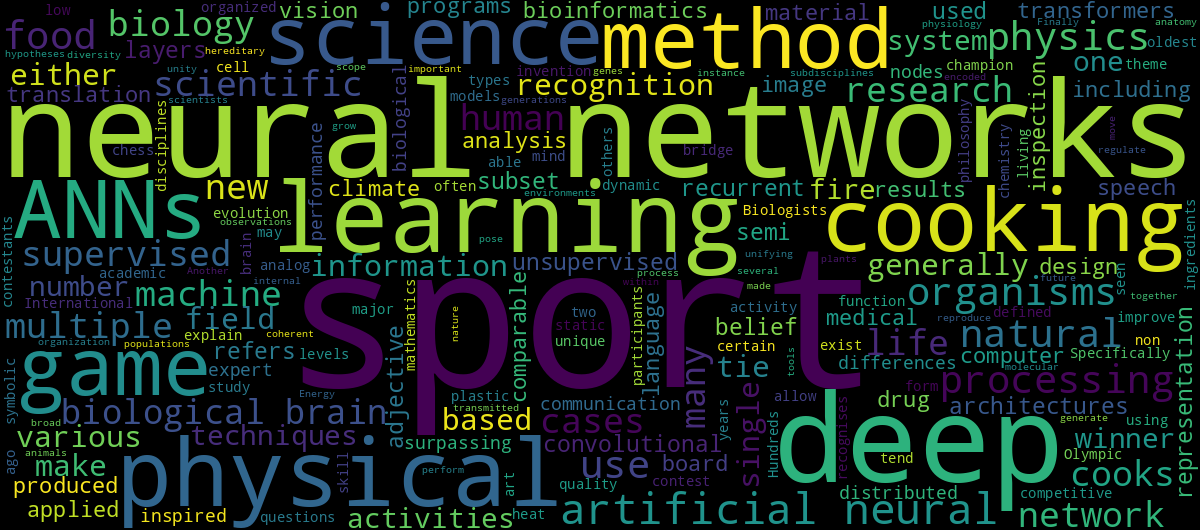 low organized vision programs bioinformatics material used transformers Finally anatomy
food biology science method system physics oldest
hypotheses diversity layers hereditary physiology
either cell unity scope important invention genes instance subdisciplines champion one theme
translation scientific biological types recognition image nodes encoded including
scientists models generations research inspection
neural networks human analysis philosophy move
chess disciplines grow performance able mind others bridge chemistry living regulate
ANNs new learning climate often subset dynamic recurrent fire results speech
evolution observations environments Biologists cooking
contestants supervised may brain pose semi unifying ingredients
academic Another analog information unsupervised process several plants generally design seen
number International machine internal sport within made activity future together
multiple field major mathematics comparable two participants language function organisms defined improve representation
organization populations explain coherent nature static unique belief medical reproduce natural
game refers levels adjective certain exist life computer Specifically non
symbolic expert many tie tools differences molecular
study Energy plastic communication allow drug form processing
broad biological brain transmitted based cases single deep architectures generate using
various techniques surpassing convolutional years recognises winner Olympic
ago animals make physical skill perform use board Hundreds tend cooks
produced art quality contest distributed competitive
applied inspired questions activities heat artificial neural network